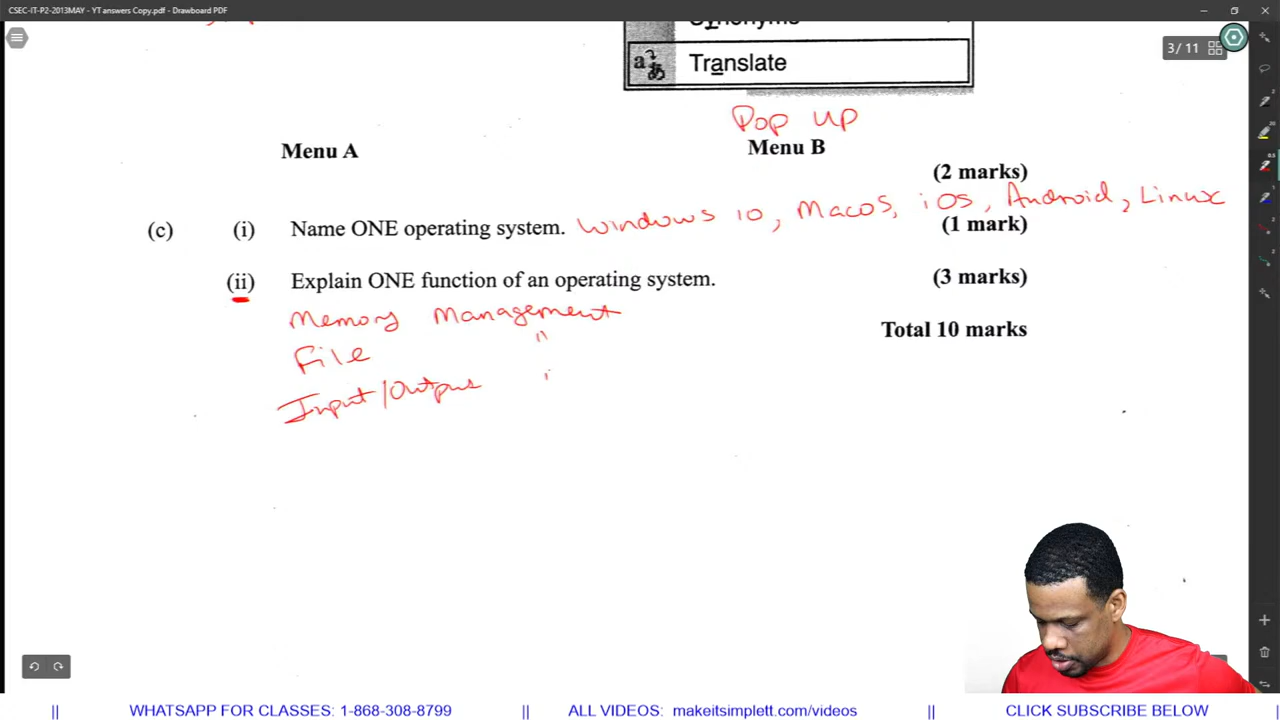 CSEC-IT-P2-2013MAY - YT answers Copy.pdf - Drawboard PDF
3 / 11
Synonyms
Translate
Pop up
Menu A
Menu B
(2 marks)
(c) (i) Name ONE operating system. Windows 10, MacOS, iOS, Android, Linux
(1 mark)
(ii) Explain ONE function of an operating system. (3 marks)
Memory Management
Total 10 marks
File "
Input/Output "
|| WHATSAPP FOR CLASSES: 1-868-308-8799 || ALL VIDEOS: makeitsimplett.com/videos || CLICK SUBSCRIBE BELOW